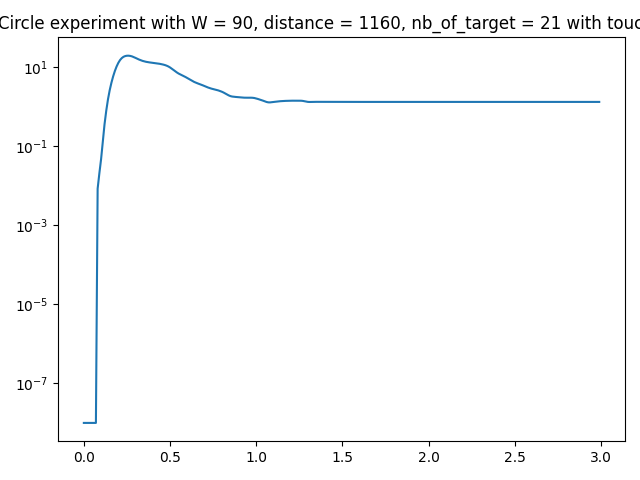 Circle experiment with W = 90, distance = 1160, nb_of_target = 21 with touc
10¹
10⁻¹
10⁻³
10⁻⁵
10⁻⁷
0.0 0.5 1.0 1.5 2.0 2.5 3.0